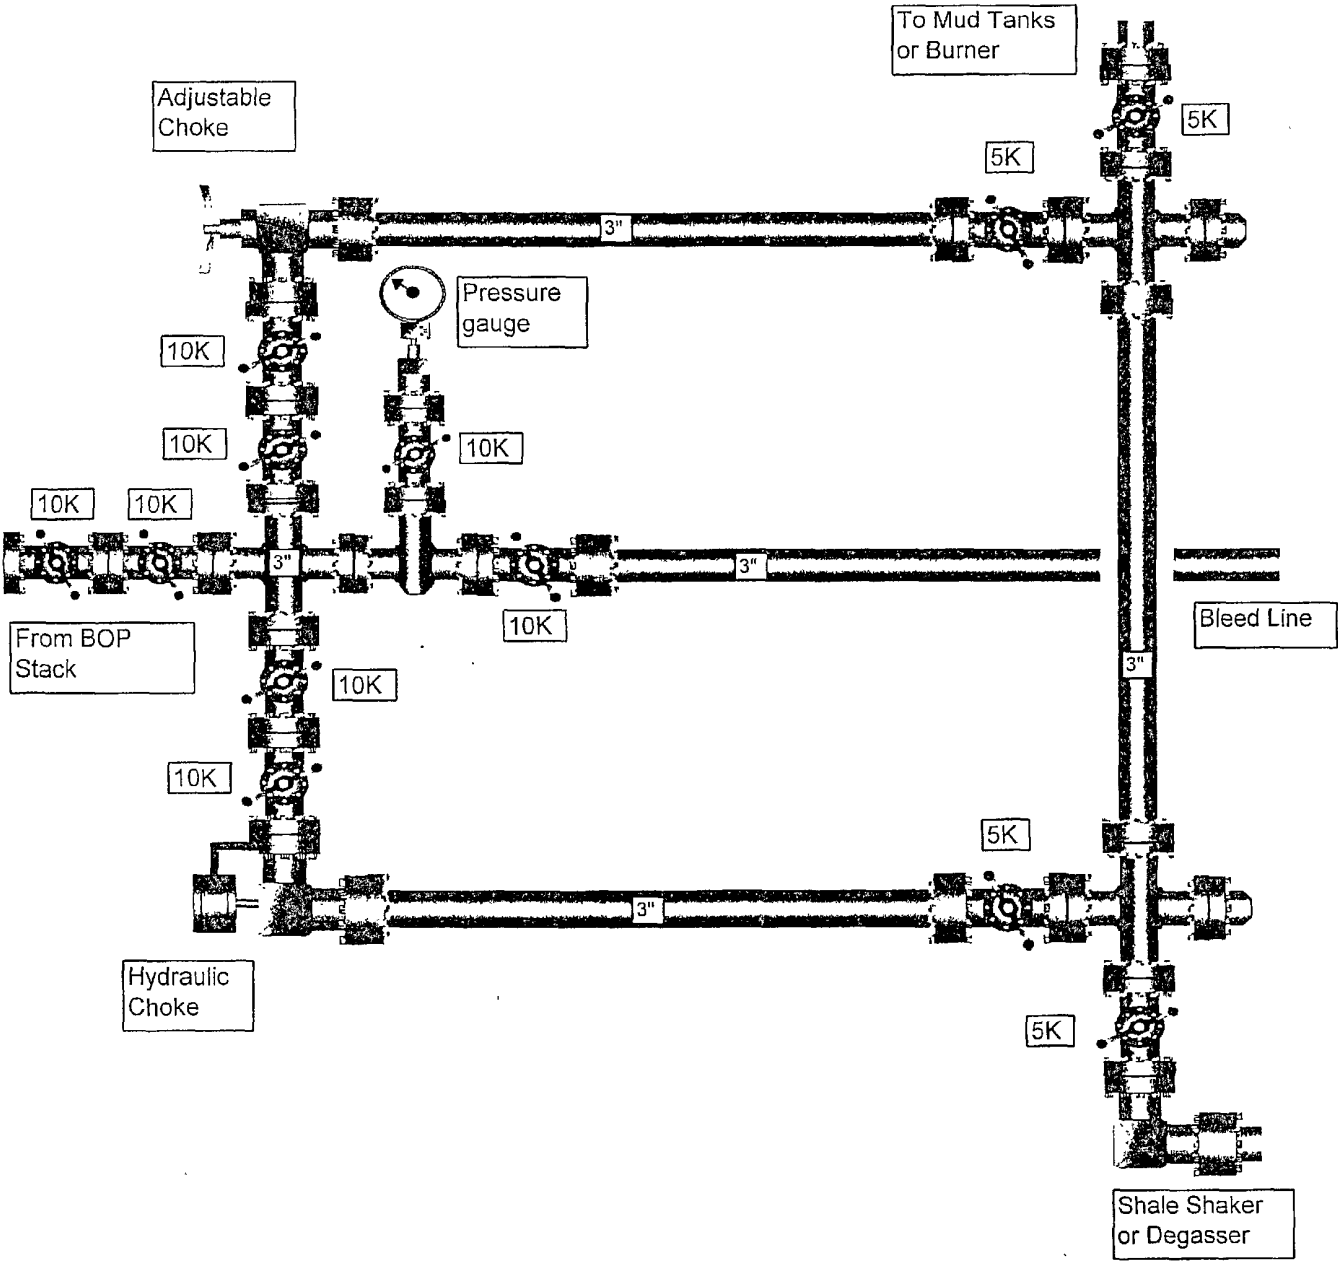 To Mud Tanks
or Burner
Adjustable
Choke
5K
5K
3"
Pressure
gauge
10K
10K
10K
10K
10K
3"
3"
10K
From BOP
Stack
Bleed Line
3"
10K
10K
5K
3"
Hydraulic
Choke
5K
Shale Shaker
or Degasser